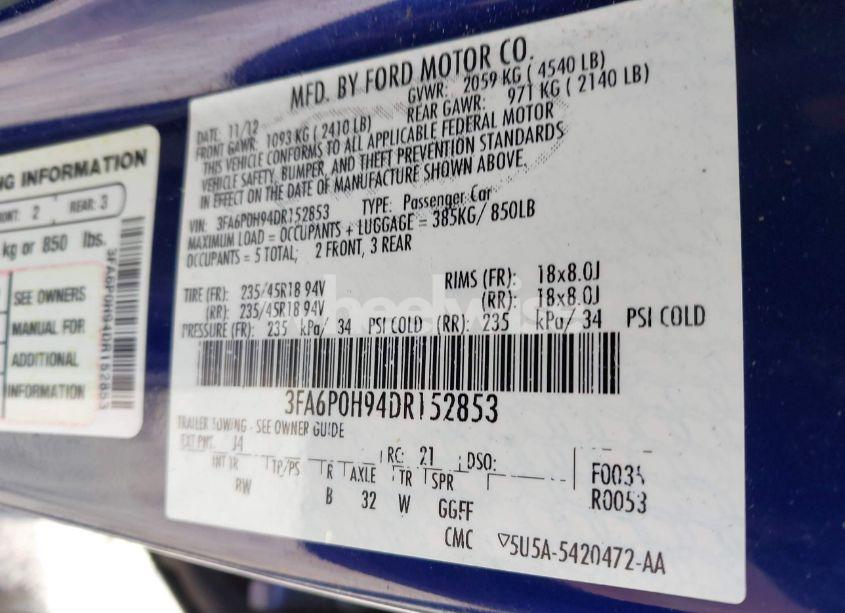 MFD. BY FORD MOTOR CO.
DATE: 11/12 GVWR: 2059 KG ( 4540 LB)
FRONT GAWR: 1093 KG ( 2410 LB) REAR GAWR: 971 KG ( 2140 LB)
THIS VEHICLE CONFORMS TO ALL APPLICABLE FEDERAL MOTOR
VEHICLE SAFETY, BUMPER, AND THEFT PREVENTION STANDARDS
IN EFFECT ON THE DATE OF MANUFACTURE SHOWN ABOVE.
VIN: 3FA6P0H94DR152853 TYPE: Passenger Car
MAXIMUM LOAD = OCCUPANTS + LUGGAGE = 385KG/ 850LB
OCCUPANTS = 5 TOTAL; 2 FRONT, 3 REAR
TIRE (FR): 235/45R18 94V RIMS (FR): 18x8.0J
(RR): 235/45R18 94V (RR): 18x8.0J
PRESSURE (FR): 235 kPa/ 34 PSI COLD (RR): 235 kPa/ 34 PSI COLD
3FA6P0H94DR152853
TRAILER TOWING - SEE OWNER GUIDE
EXT PNT: J4 RC: 21 DSO: F0035
INT TR TP/PS R AXLE TR SPR R0053
RW B 32 W GGFF
CMC 5U5A-5420472-AA
NG INFORMATION
FRONT: 2 REAR: 3
kg or 850 lbs.
SEE OWNERS
MANUAL FOR
ADDITIONAL
INFORMATION
3FA6P0H94DR152853